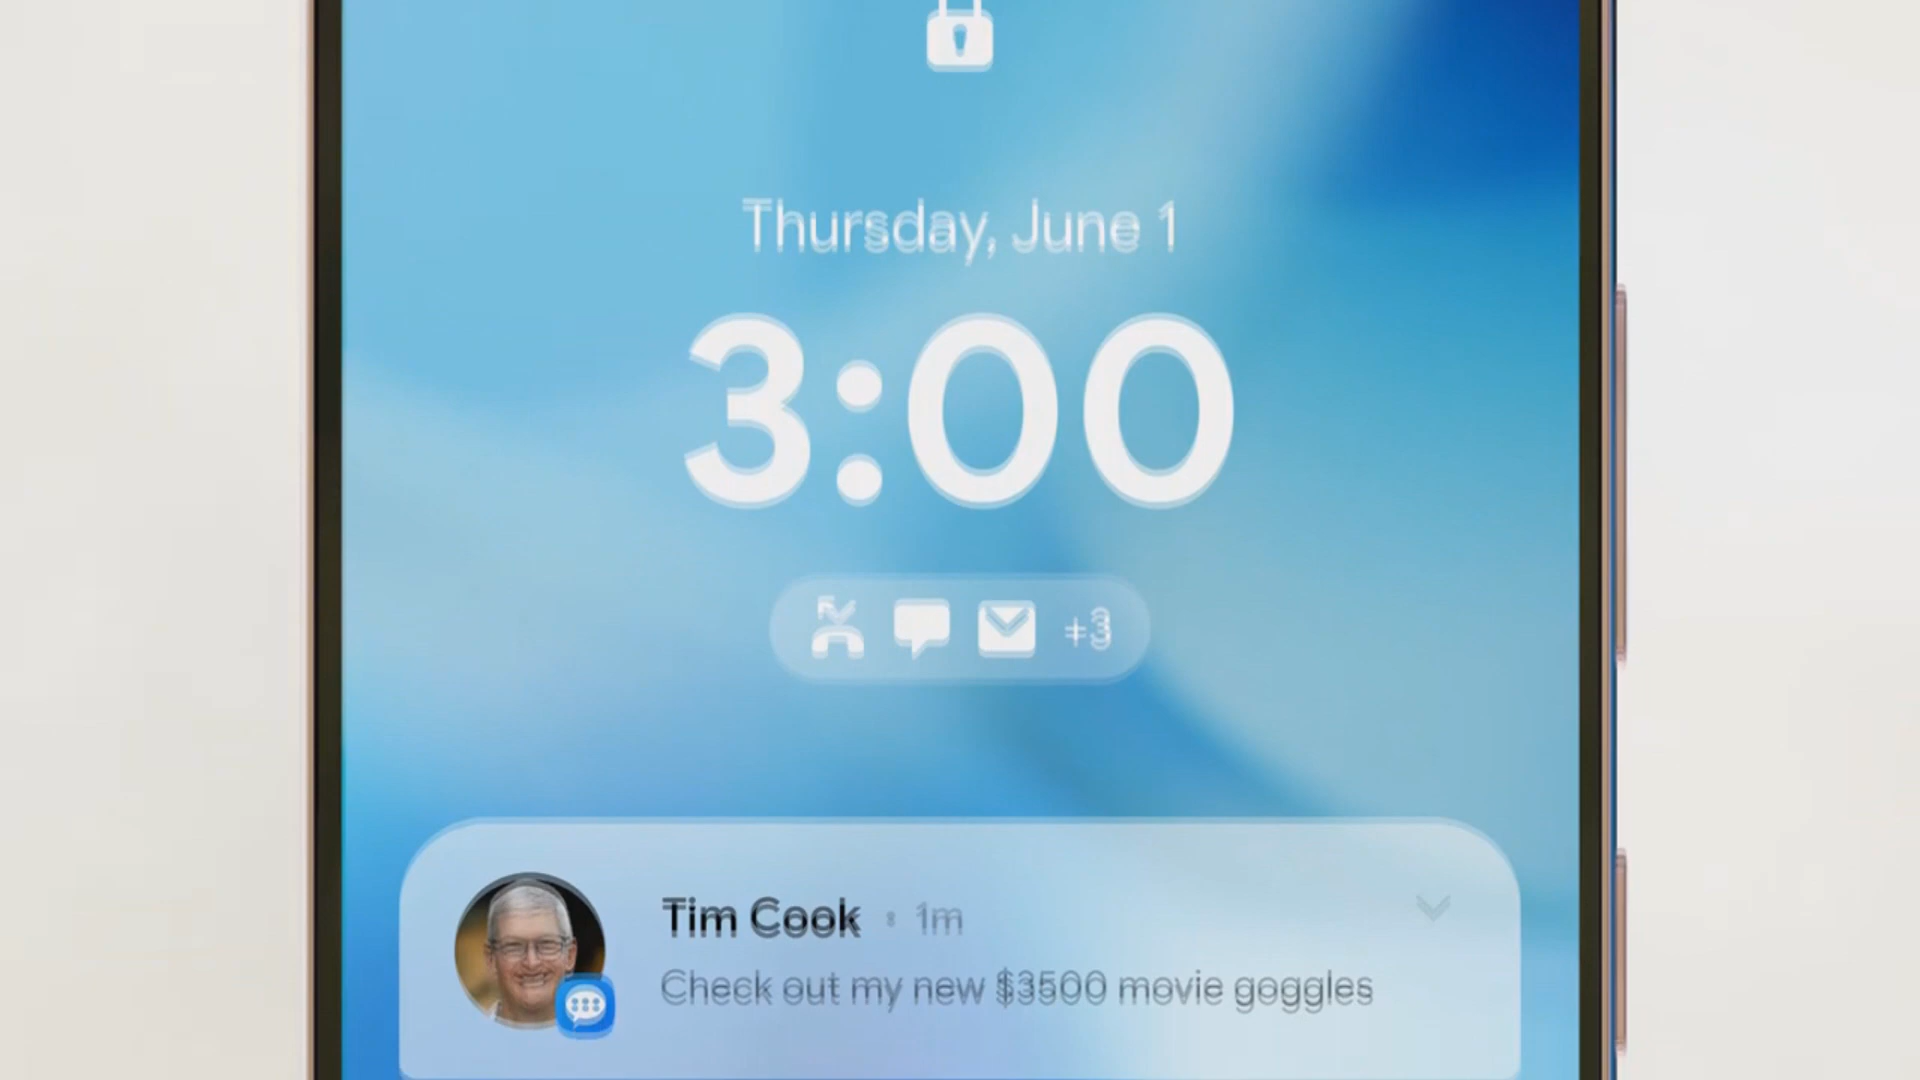 Thursday, June 1
3:00
+3
Tim Cook • 1m
Check out my new $3500 movie goggles